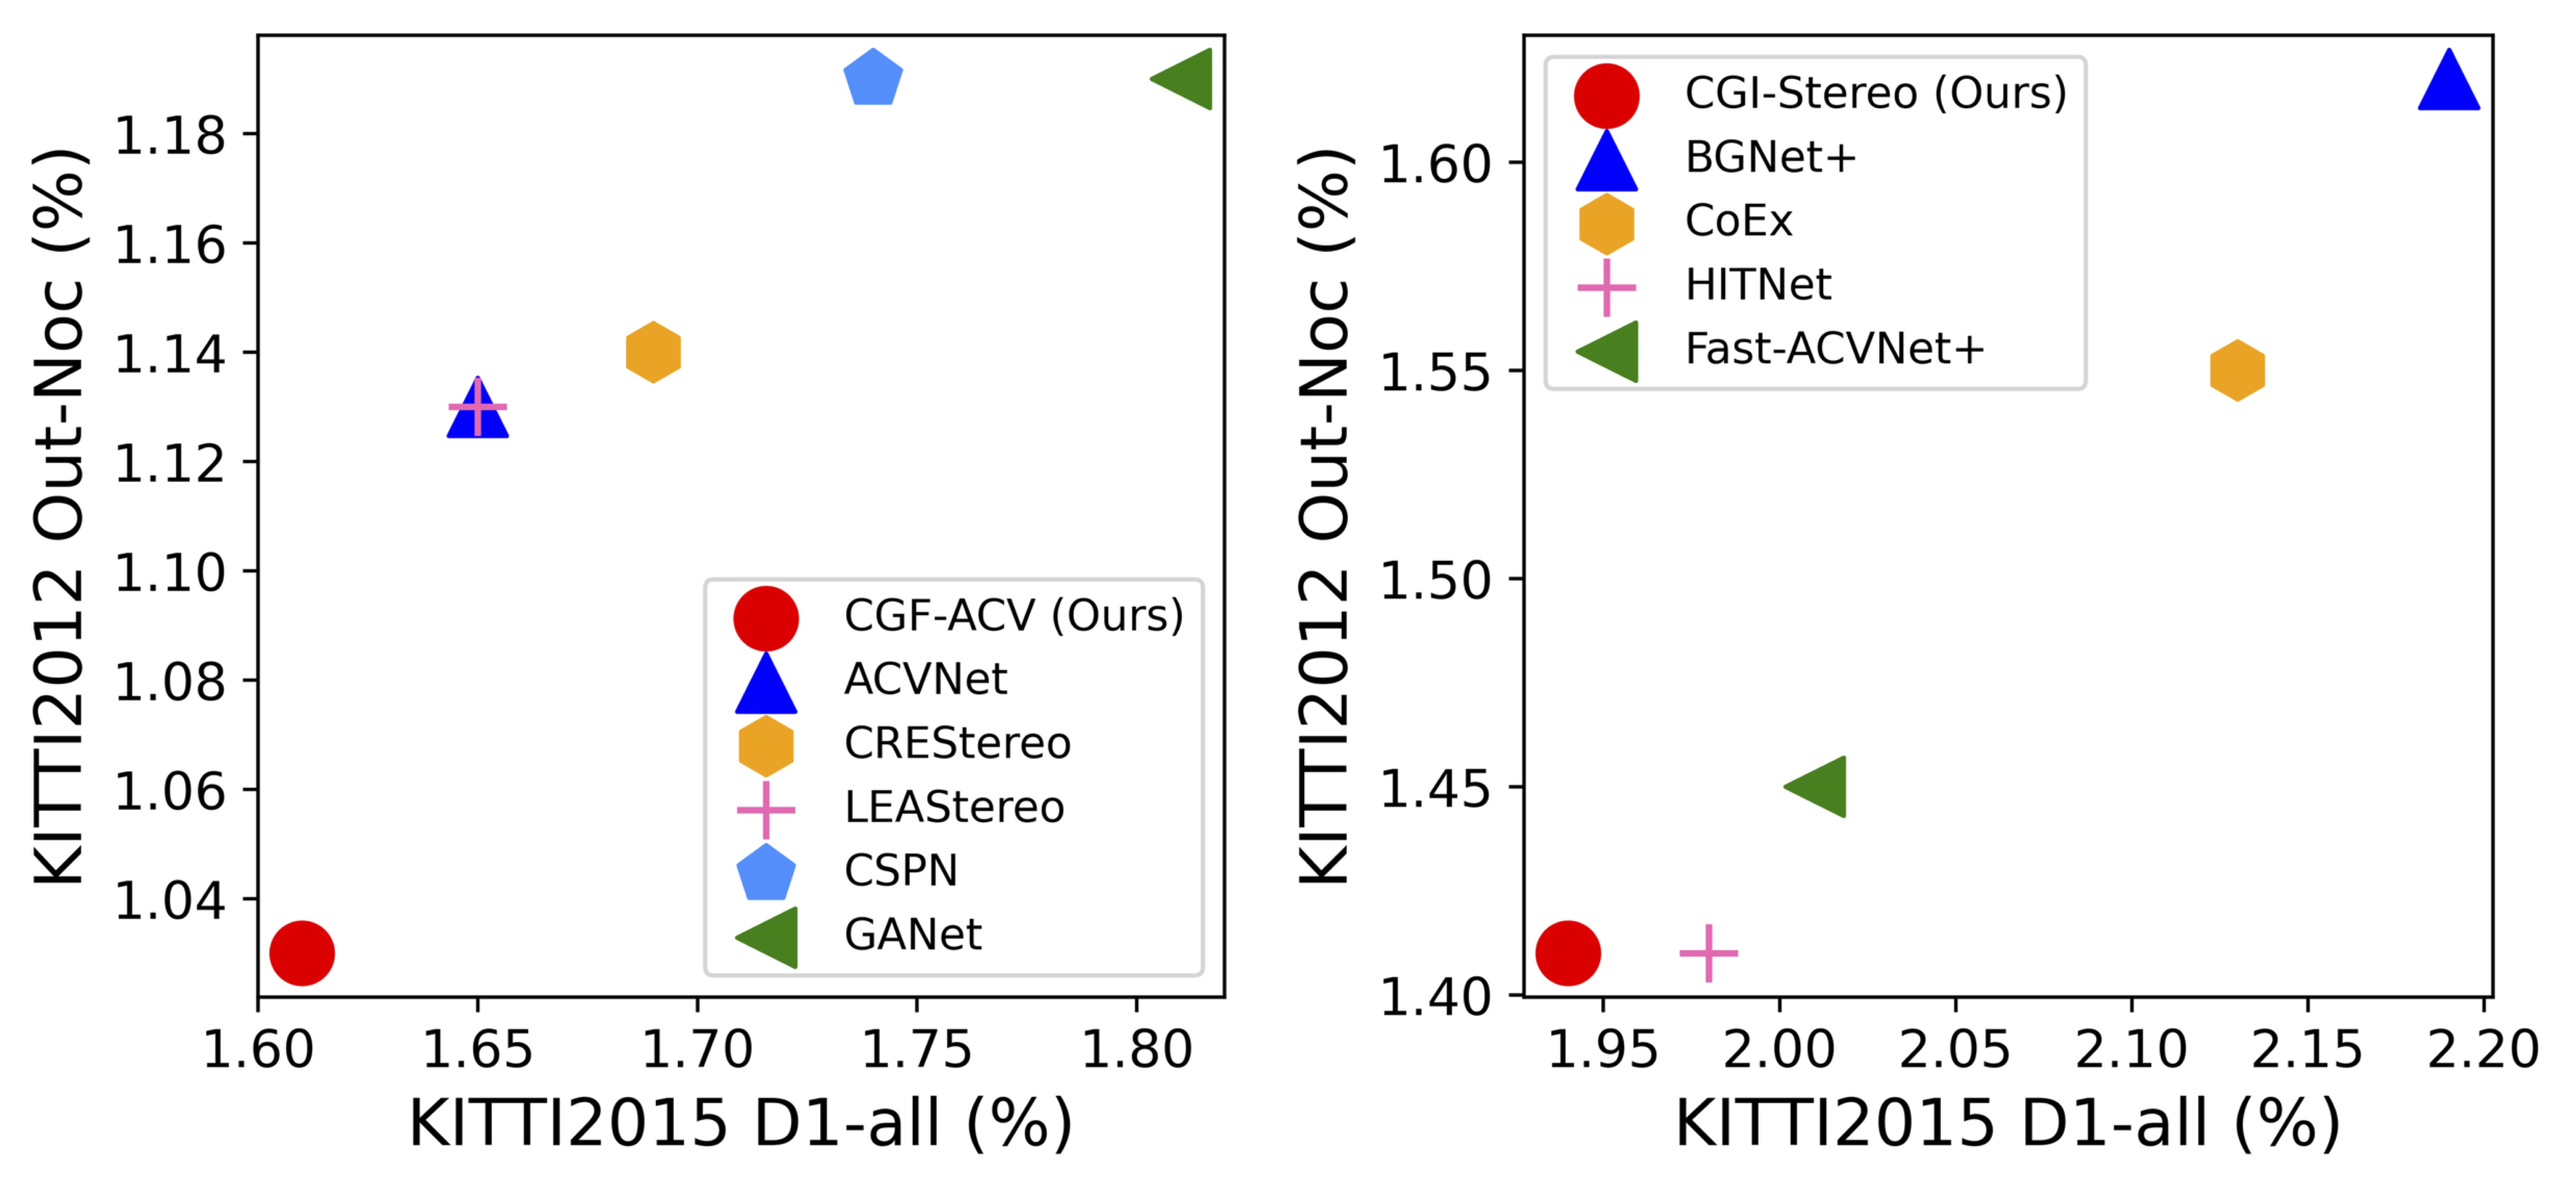 KITTI2012 Out-Noc (%)
1.18
1.16
1.14
1.12
1.10
1.08
1.06
1.04
CGF-ACV (Ours)
ACVNet
CREStereo
LEAStereo
CSPN
GANet
1.60 1.65 1.70 1.75 1.80
KITTI2015 D1-all (%)
KITTI2012 Out-Noc (%)
1.60
1.55
1.50
1.45
1.40
CGI-Stereo (Ours)
BGNet+
CoEx
HITNet
Fast-ACVNet+
1.95 2.00 2.05 2.10 2.15 2.20
KITTI2015 D1-all (%)